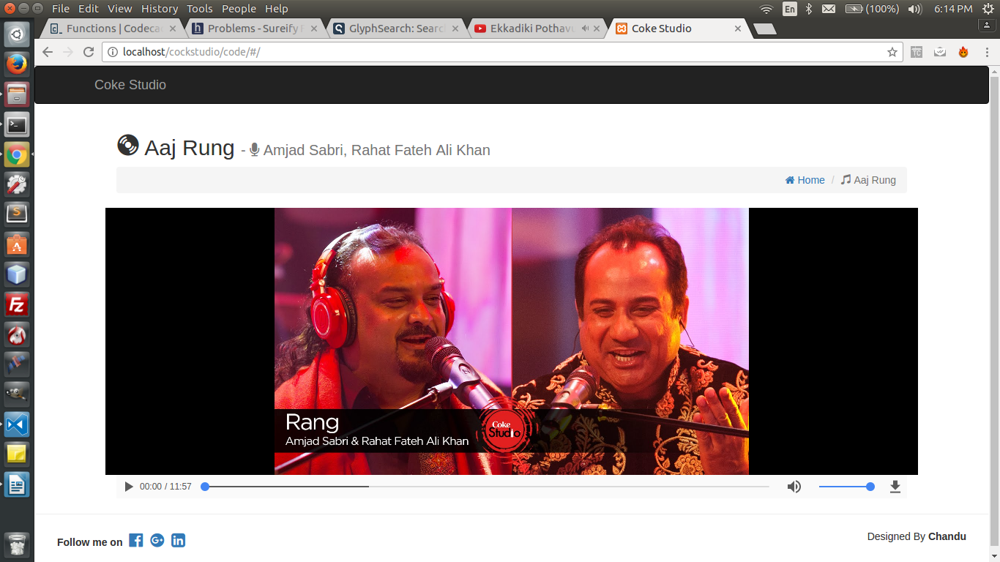 File Edit View History Tools People Help
En (100%) 6:14 PM
Functions | Codeca
Problems - Sureify
GlyphSearch: Searc
Ekkadiki Pothavu
Coke Studio
localhost/cockstudio/code/#/
TC
Coke Studio
Aaj Rung - Amjad Sabri, Rahat Fateh Ali Khan
Home / Aaj Rung
Rang
Amjad Sabri & Rahat Fateh Ali Khan
Coke
Studio
00:00 / 11:57
Follow me on
Designed By Chandu